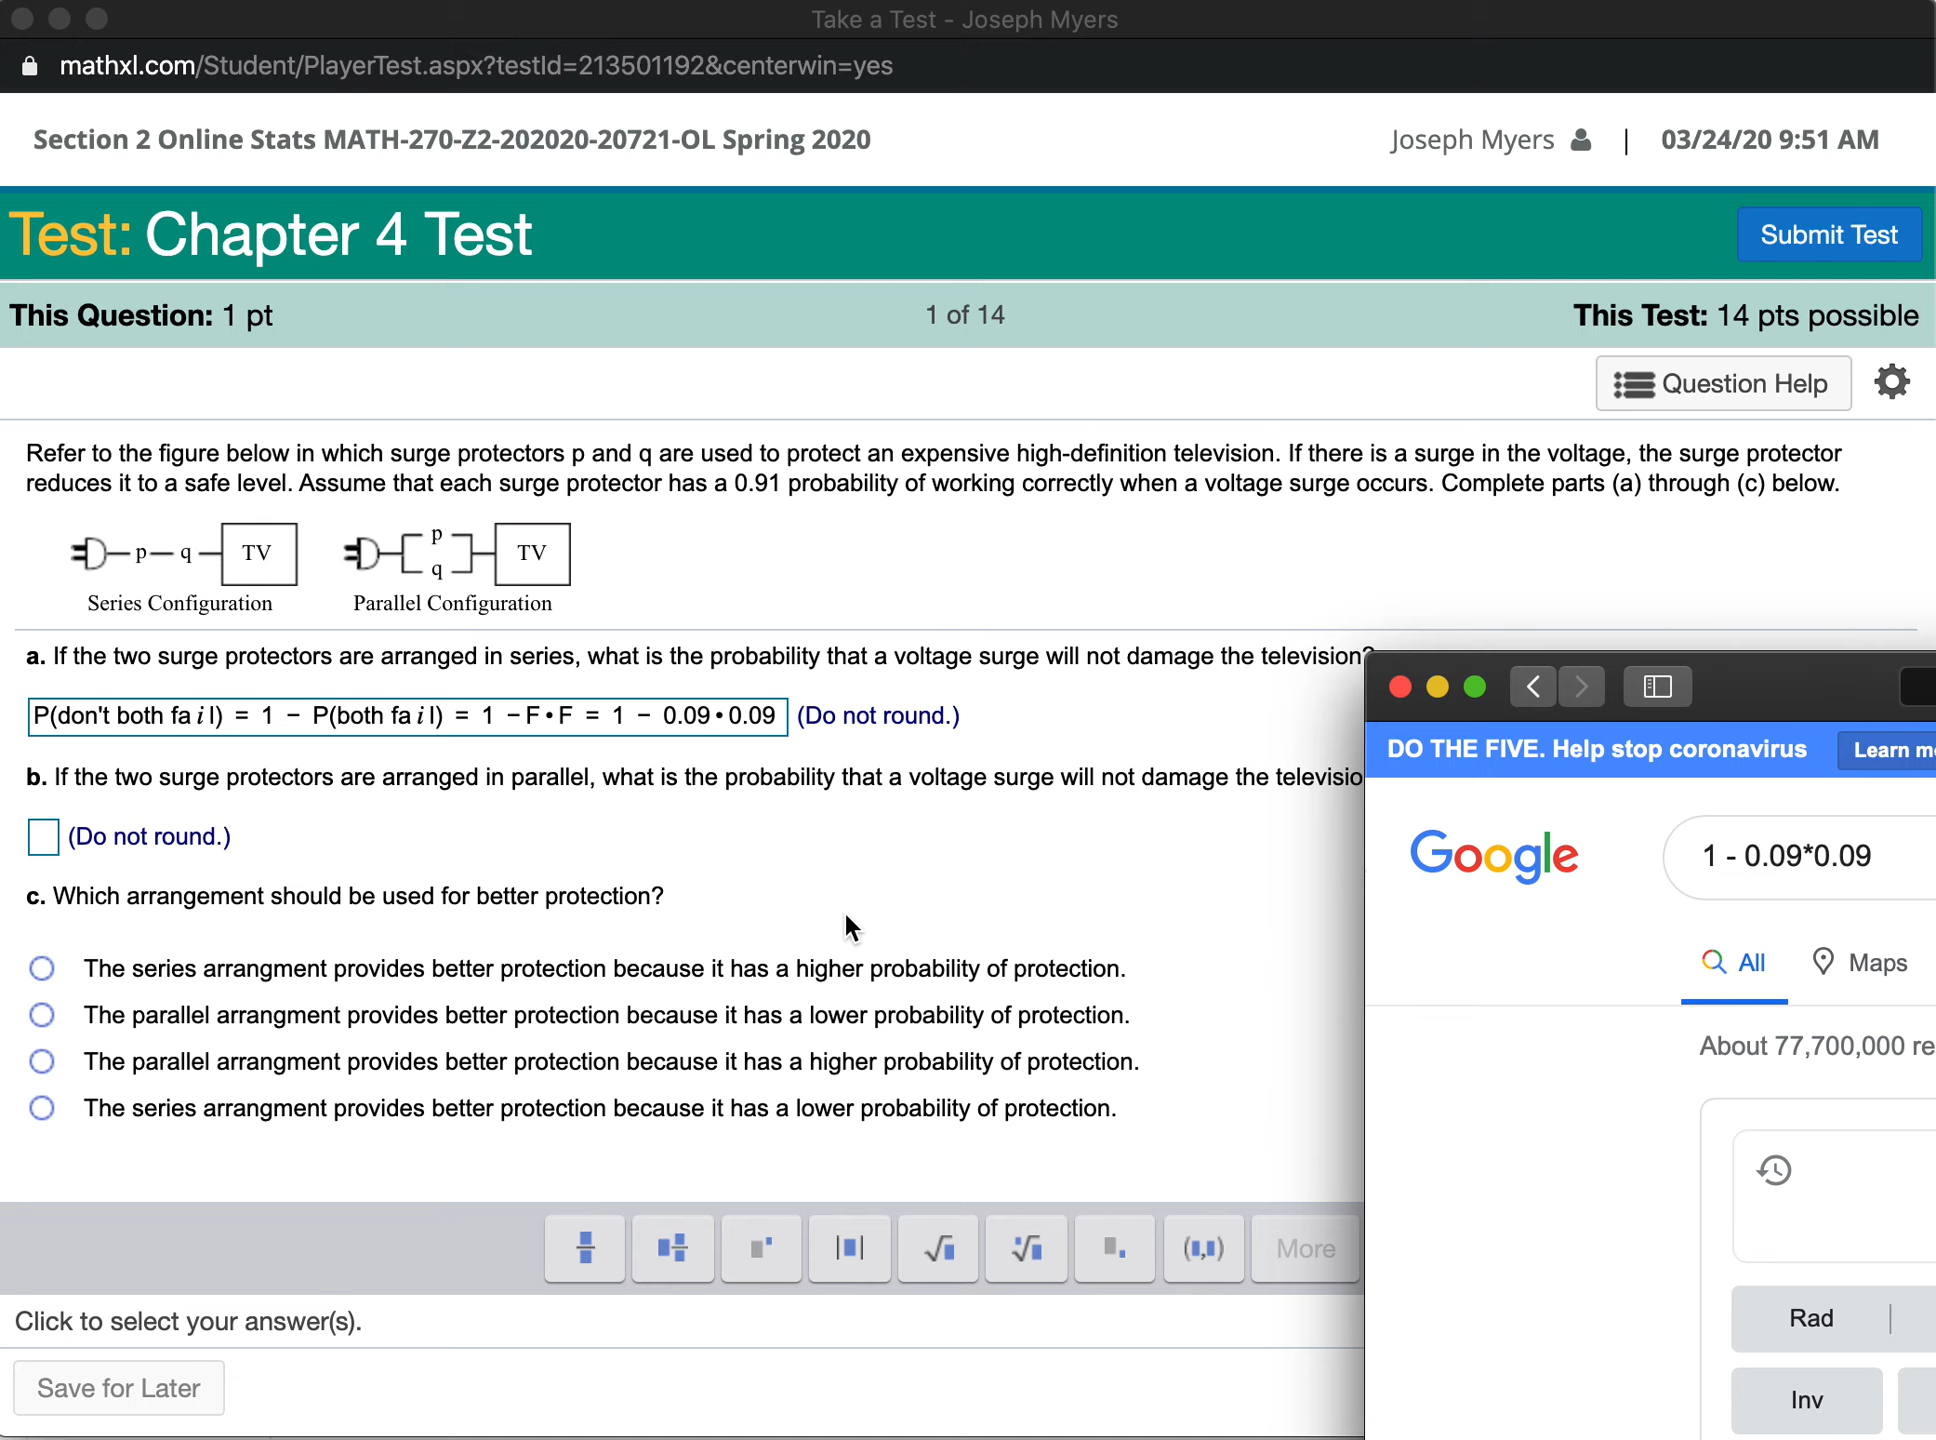 Take a Test - Joseph Myers
mathxl.com/Student/PlayerTest.aspx?testId=213501192&centerwin=yes
Section 2 Online Stats MATH-270-Z2-202020-20721-OL Spring 2020
Joseph Myers | 03/24/20 9:51 AM
Test: Chapter 4 Test
Submit Test
This Question: 1 pt
1 of 14
This Test: 14 pts possible
Question Help
Refer to the figure below in which surge protectors p and q are used to protect an expensive high-definition television. If there is a surge in the voltage, the surge protector
reduces it to a safe level. Assume that each surge protector has a 0.91 probability of working correctly when a voltage surge occurs. Complete parts (a) through (c) below.
p q TV
Series Configuration
p
q
TV
Parallel Configuration
a. If the two surge protectors are arranged in series, what is the probability that a voltage surge will not damage the television?
P(don't both fail) = 1 - P(both fail) = 1 - F•F = 1 - 0.09•0.09 (Do not round.)
b. If the two surge protectors are arranged in parallel, what is the probability that a voltage surge will not damage the televisio
(Do not round.)
c. Which arrangement should be used for better protection?
The series arrangment provides better protection because it has a higher probability of protection.
The parallel arrangment provides better protection because it has a lower probability of protection.
The parallel arrangment provides better protection because it has a higher probability of protection.
The series arrangment provides better protection because it has a lower probability of protection.
More
Click to select your answer(s).
Save for Later
DO THE FIVE. Help stop coronavirus
Learn m
Google
1 - 0.09*0.09
All
Maps
About 77,700,000 re
Rad
Inv